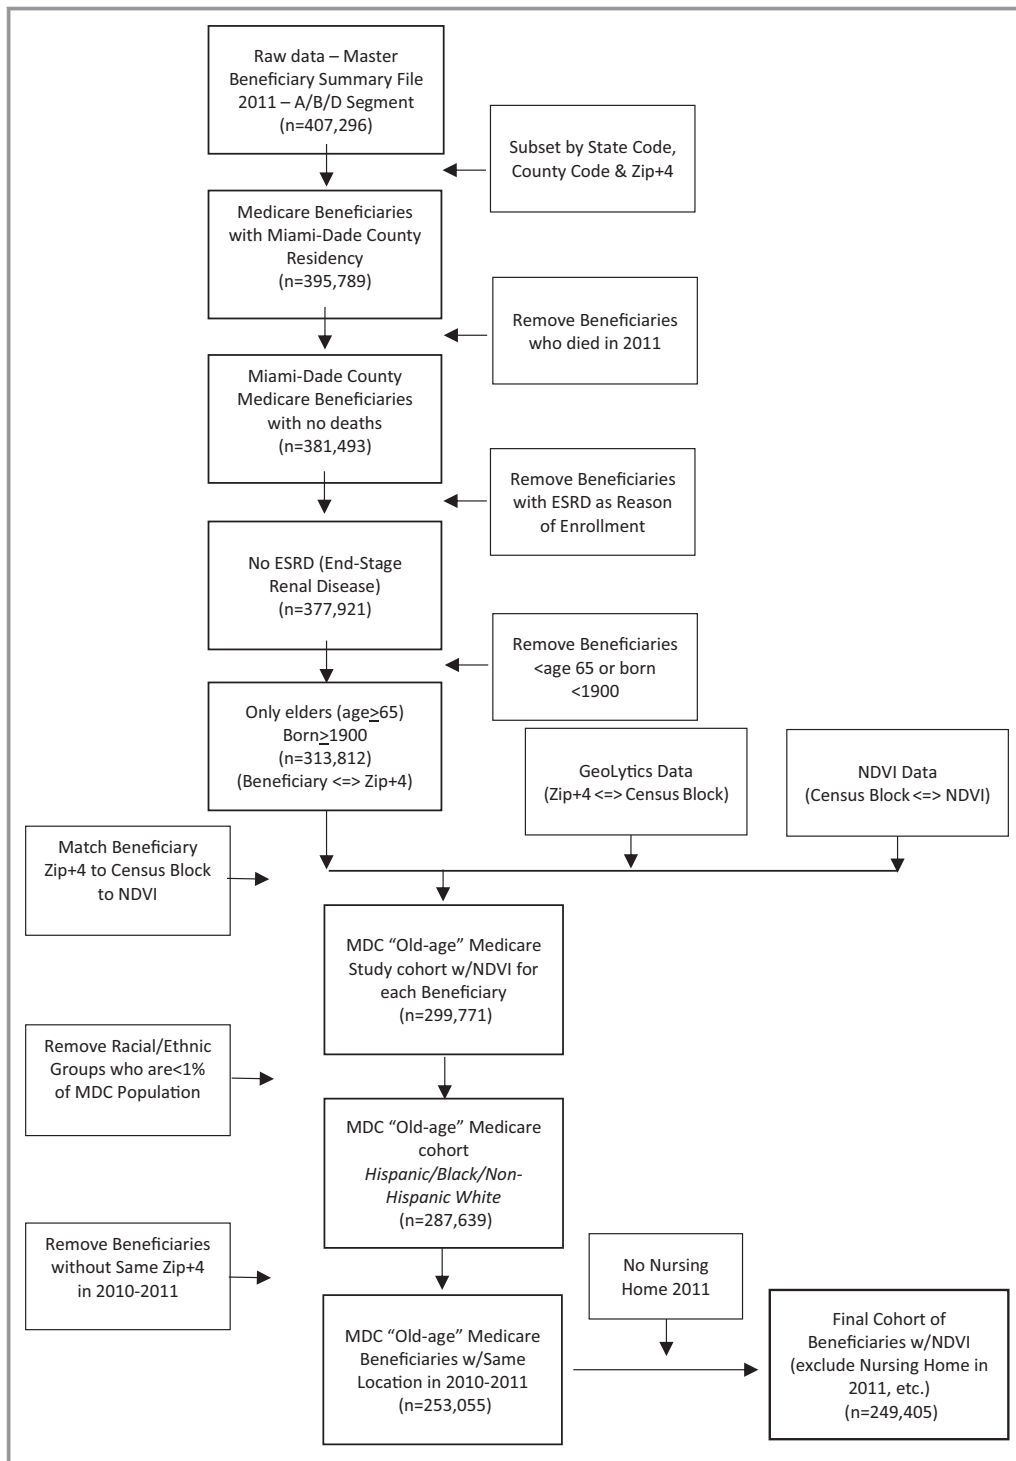 Raw data – Master
Beneficiary Summary File
2011 – A/B/D Segment
(n=407,296)
Subset by State Code,
County Code & Zip+4
Medicare Beneficiaries
with Miami-Dade County
Residency
(n=395,789)
Remove Beneficiaries
who died in 2011
Miami-Dade County
Medicare Beneficiaries
with no deaths
(n=381,493)
Remove Beneficiaries
with ESRD as Reason
of Enrollment
No ESRD (End-Stage
Renal Disease)
(n=377,921)
Remove Beneficiaries
<age 65 or born
<1900
Only elders (age≥65)
Born≥1900
(n=313,812)
(Beneficiary <=> Zip+4)
GeoLytics Data
(Zip+4 <=> Census Block)
NDVI Data
(Census Block <=> NDVI)
Match Beneficiary
Zip+4 to Census Block
to NDVI
MDC “Old-age” Medicare
Study cohort w/NDVI for
each Beneficiary
(n=299,771)
Remove Racial/Ethnic
Groups who are<1%
of MDC Population
MDC “Old-age” Medicare
cohort
Hispanic/Black/Non-
Hispanic White
(n=287,639)
Remove Beneficiaries
without Same Zip+4
in 2010-2011
No Nursing
Home 2011
MDC “Old-age” Medicare
Beneficiaries w/Same
Location in 2010-2011
(n=253,055)
Final Cohort of
Beneficiaries w/NDVI
(exclude Nursing Home in
2011, etc.)
(n=249,405)